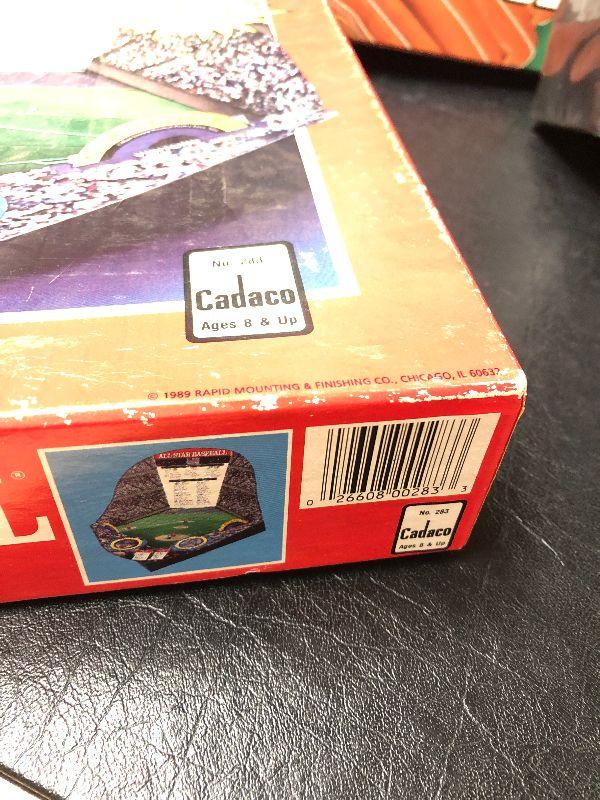 No. 283
Cadaco
Ages 8 & Up
© 1989 RAPID MOUNTING & FINISHING CO., CHICAGO, IL 60632
L®
ALL-STAR BASEBALL
0 26608 00283 3
No. 283
Cadaco
Ages 8 & Up